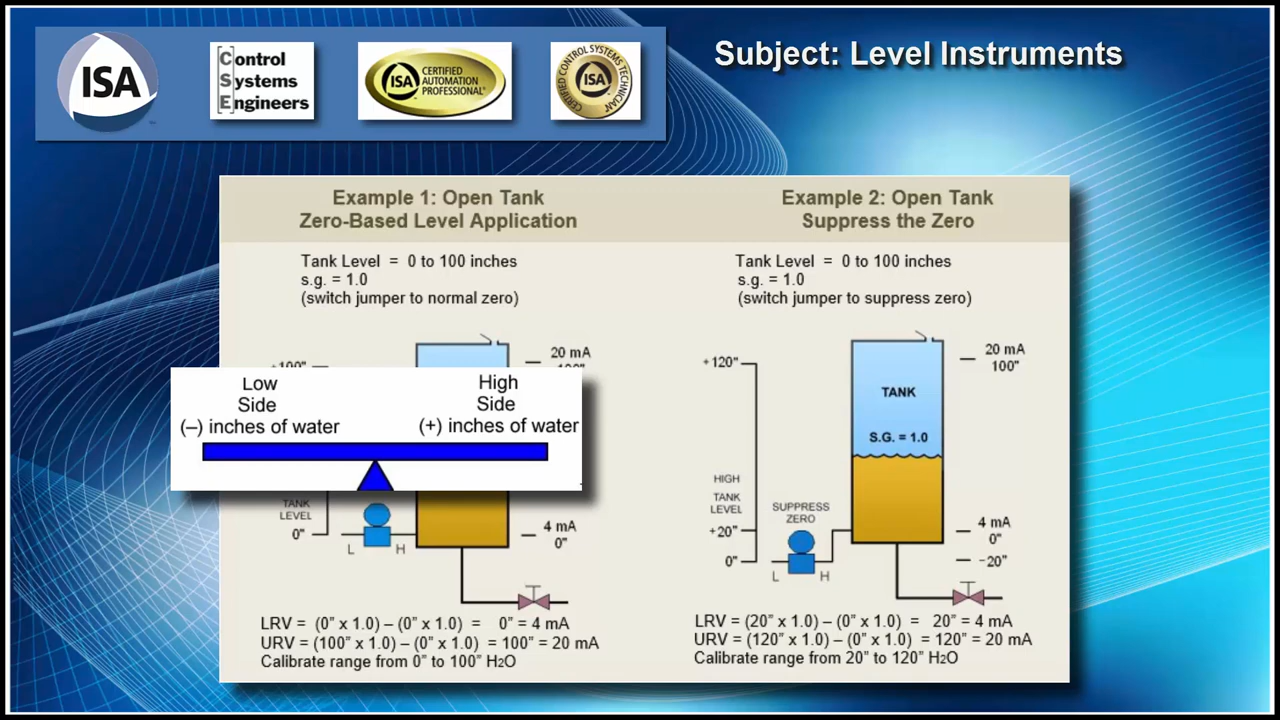 ISA
[C]ontrol
[S]ystems
[E]ngineers
ISA CERTIFIED
AUTOMATION
PROFESSIONAL®
CERTIFIED CONTROL SYSTEMS TECHNICIAN
ISA
Subject: Level Instruments
Example 1: Open Tank
Zero-Based Level Application
Tank Level = 0 to 100 inches
s.g. = 1.0
(switch jumper to normal zero)
20 mA
Low
Side
(–) inches of water
High
Side
(+) inches of water
TANK
LEVEL
0"
L
H
4 mA
0"
LRV = (0" x 1.0) – (0" x 1.0) = 0" = 4 mA
URV = (100" x 1.0) – (0" x 1.0) = 100" = 20 mA
Calibrate range from 0" to 100" H2O
Example 2: Open Tank
Suppress the Zero
Tank Level = 0 to 100 inches
s.g. = 1.0
(switch jumper to suppress zero)
+120"
20 mA
100"
TANK
S.G. = 1.0
HIGH
TANK
LEVEL
SUPPRESS
ZERO
+20"
0"
L
H
4 mA
0"
–20"
LRV = (20" x 1.0) – (0" x 1.0) = 20" = 4 mA
URV = (120" x 1.0) – (0" x 1.0) = 120" = 20 mA
Calibrate range from 20" to 120" H2O